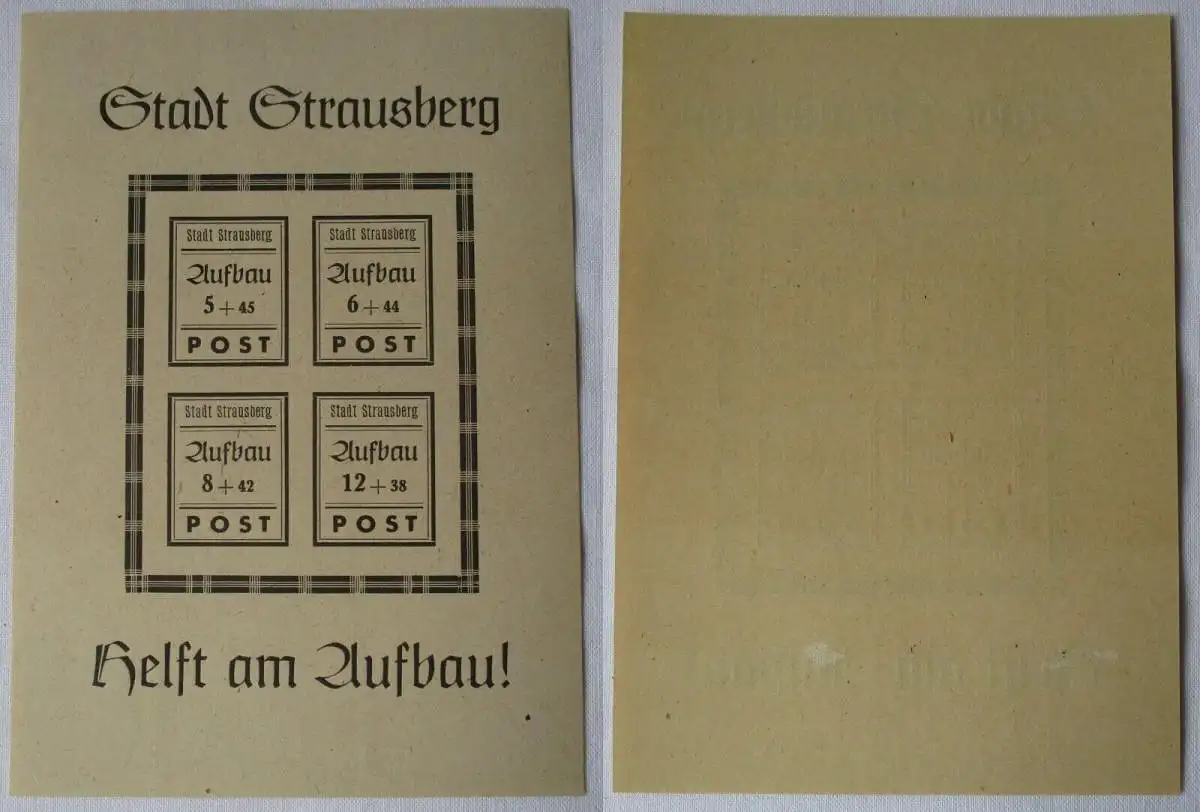 Stadt Strausberg
Stadt Strausberg
Aufbau
5 + 45
POST
Stadt Strausberg
Aufbau
6 + 44
POST
Stadt Strausberg
Aufbau
8 + 42
POST
Stadt Strausberg
Aufbau
12 + 38
POST
Helft am Aufbau!